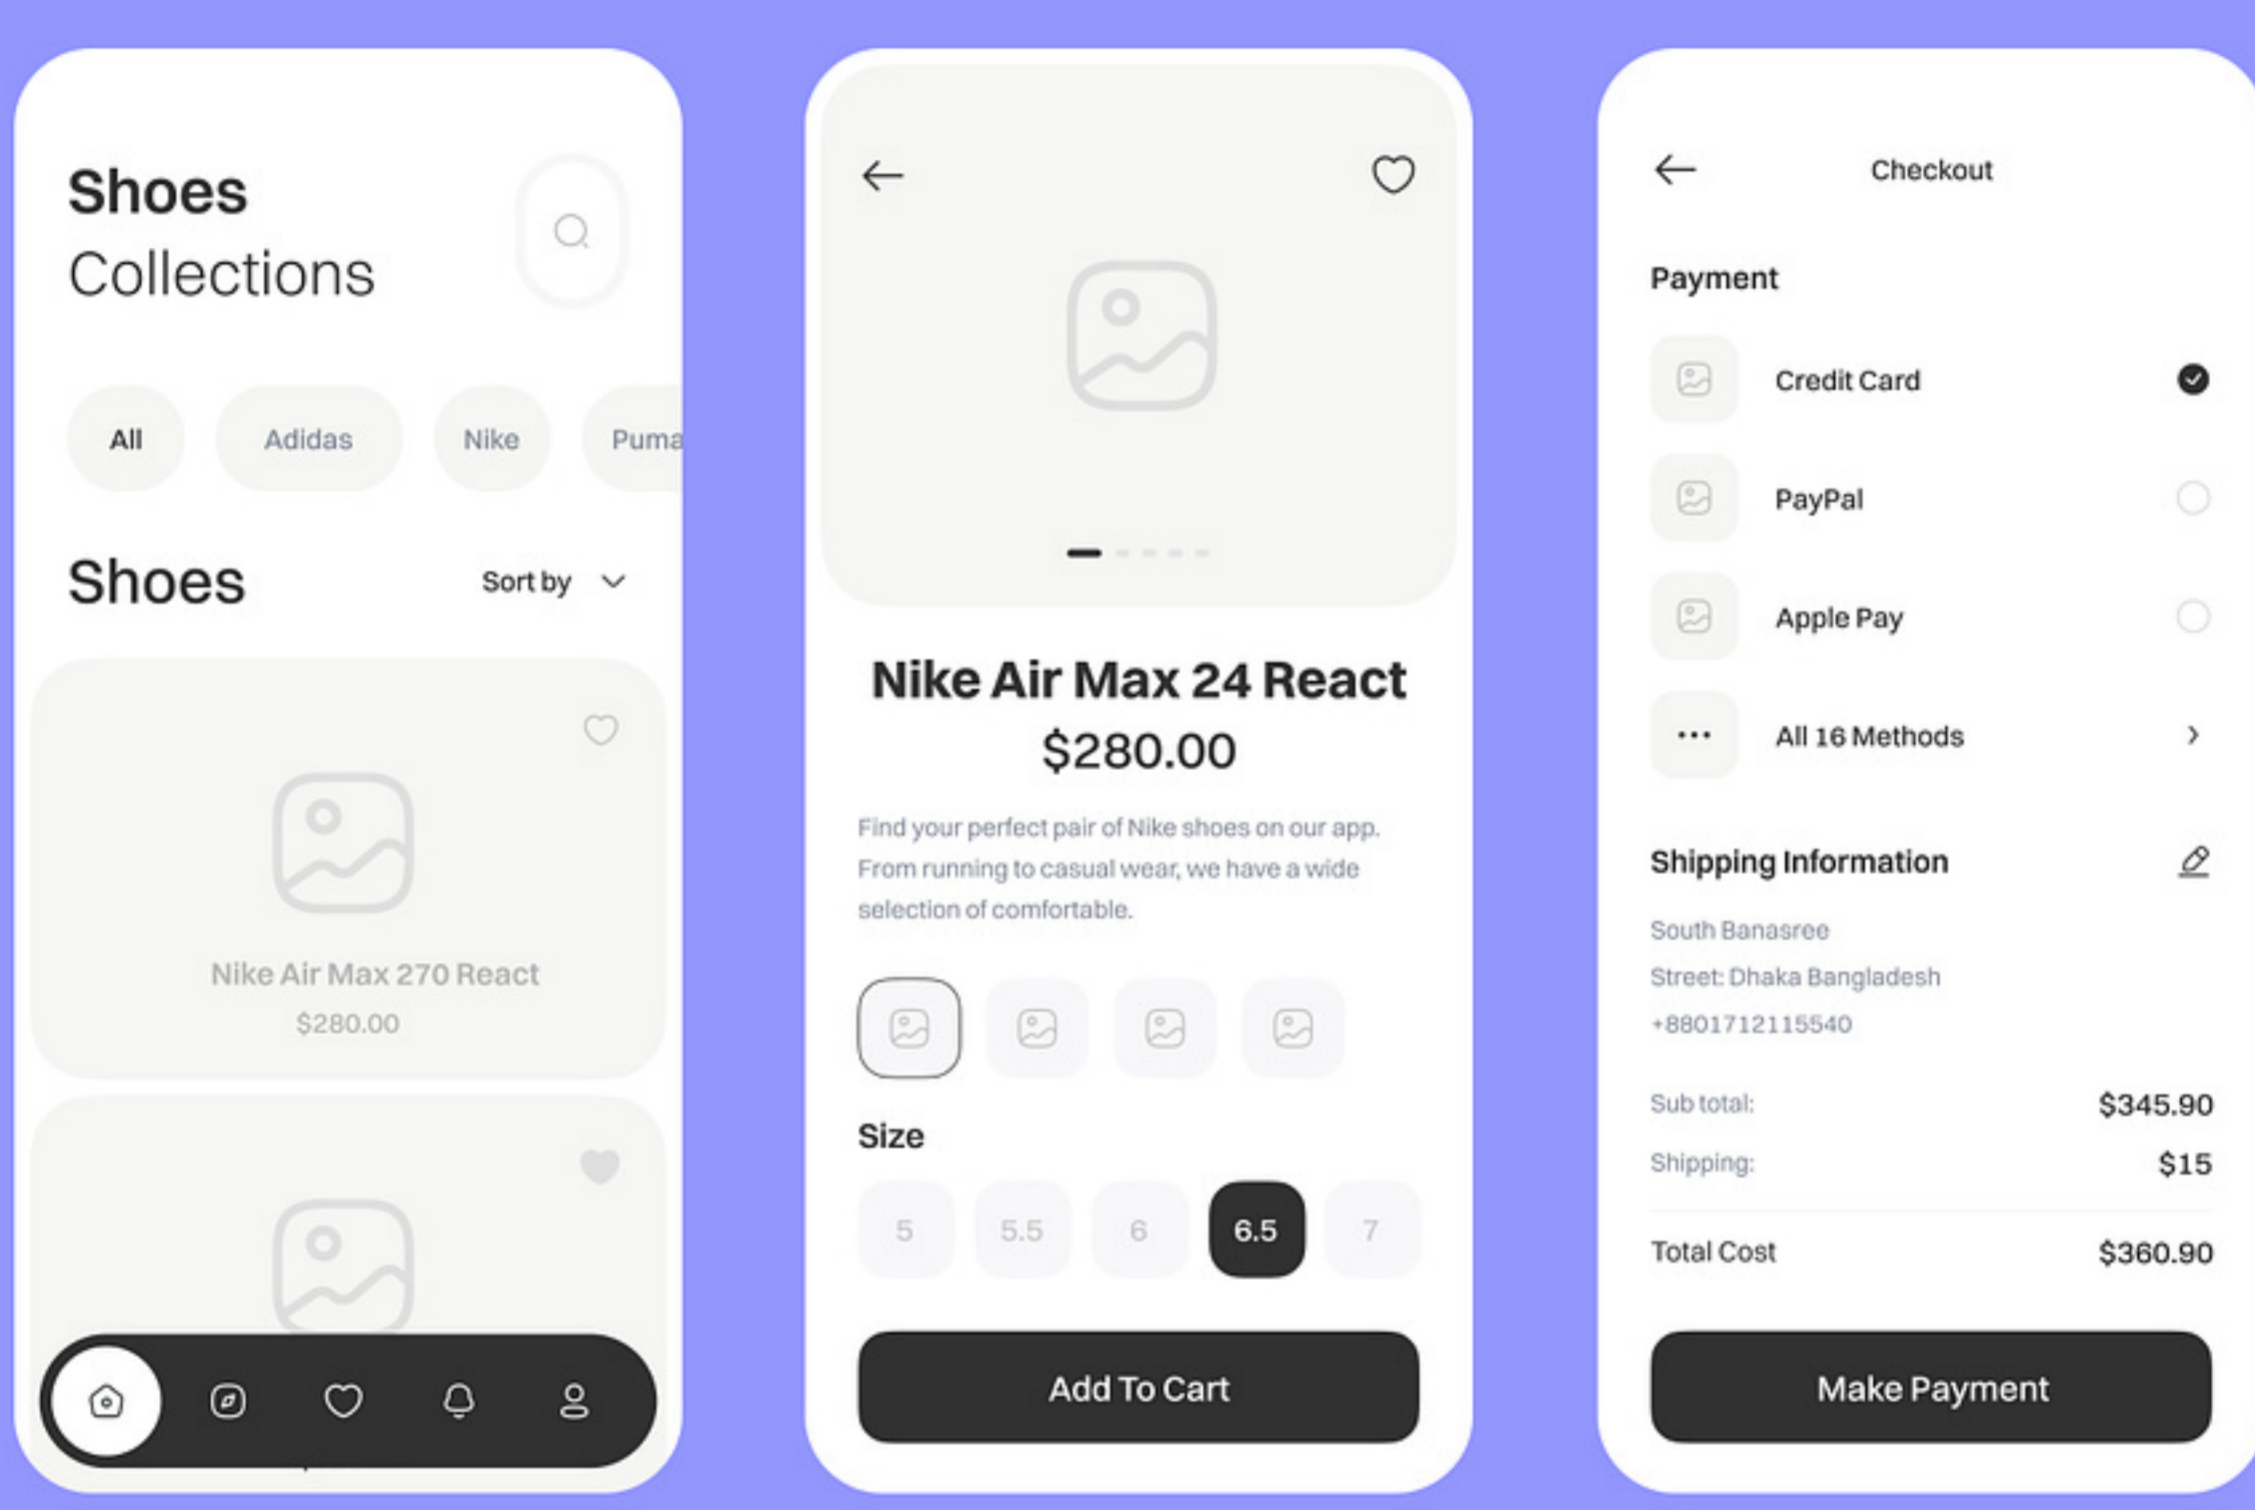 Shoes
Collections
All
Adidas
Nike
Puma
Shoes
Sort by
Nike Air Max 270 React
$280.00
Nike Air Max 24 React
$280.00
Find your perfect pair of Nike shoes on our app.
From running to casual wear, we have a wide
selection of comfortable.
Size
5
5.5
6
6.5
7
Add To Cart
Checkout
Payment
Credit Card
PayPal
Apple Pay
All 16 Methods
Shipping Information
South Banasree
Street: Dhaka Bangladesh
+8801712115540
Sub total:
$345.90
Shipping:
$15
Total Cost
$360.90
Make Payment